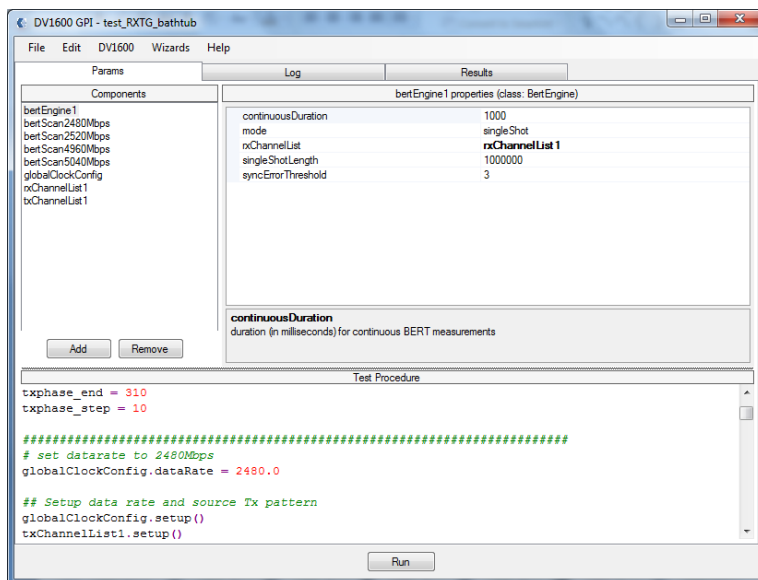 DV1600 GPI - test_RXTG_bathtub
File Edit DV1600 Wizards Help
Params Log Results
Components
bertEngine1
bertScan2480Mbps
bertScan2520Mbps
bertScan4960Mbps
bertScan5040Mbps
globalClockConfig
rxChannelList1
txChannelList1
Add Remove
bertEngine1 properties (class: BertEngine)
continuousDuration 1000
mode singleShot
rxChannelList rxChannelList1
singleShotLength 1000000
syncErrorThreshold 3
continuousDuration
duration (in milliseconds) for continuous BERT measurements
Test Procedure
txphase_end = 310
txphase_step = 10
##########################################################################
# set datarate to 2480Mbps
globalClockConfig.dataRate = 2480.0
## Setup data rate and source Tx pattern
globalClockConfig.setup()
txChannelList1.setup()
Run